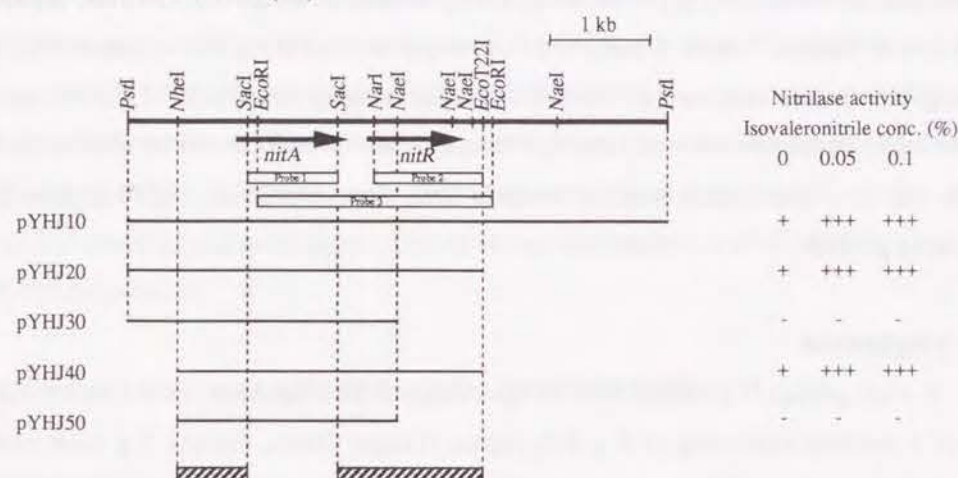 1 kb
PstI NheI SacI EcoRI SacI NarI NaeI NaeI NaeI EcoT22I EcoRI NaeI PstI
Nitrilase activity
Isovaleronitrile conc. (%)
0 0.05 0.1
nitA nitR
Probe 1 Probe 2
Probe 3
pYHJ10 + +++ +++
pYHJ20 + +++ +++
pYHJ30 - - -
pYHJ40 + +++ +++
pYHJ50 - - -